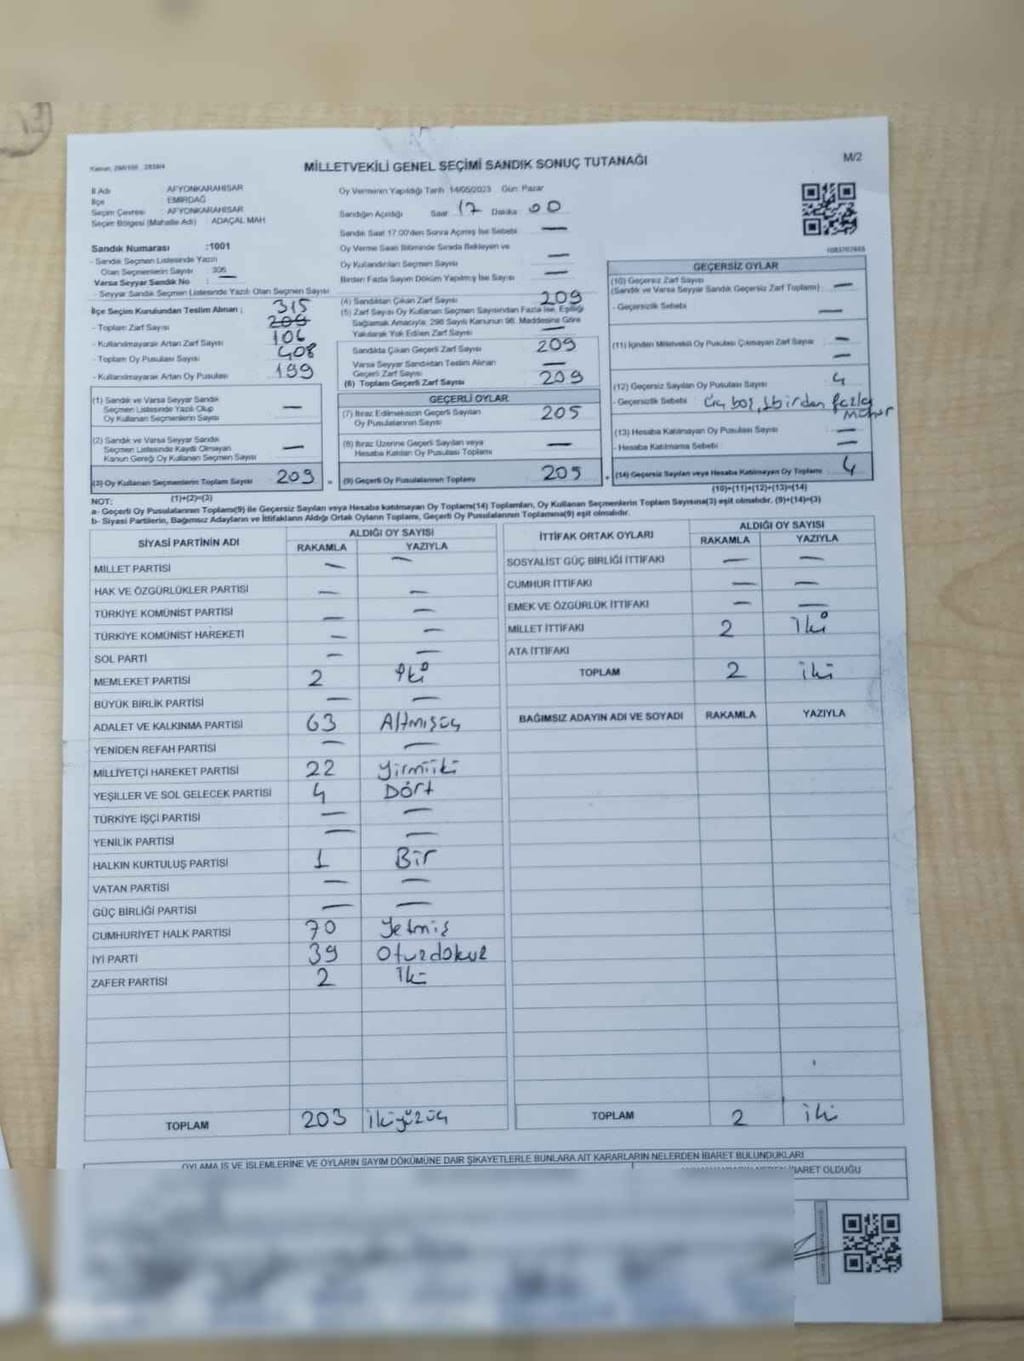 MİLLETVEKİLİ GENEL SEÇİMİ SANDIK SONUÇ TUTANAĞI
M/2
İl Adı : AFYONKARAHİSAR
İlçe : EMİRDAĞ
Seçim Çevresi : AFYONKARAHİSAR
Seçim Bölgesi (Mahalle Adı) ADAÇAL MAH
Sandık Numarası :1001
- Sandık Seçmen Listesinde Yazılı
Olan Seçmenlerin Sayısı 306
Varsa Seyyar Sandık No : —
- Seyyar Sandık Seçmen Listesinde Yazılı Olan Seçmen Sayısı
İlçe Seçim Kurulundan Teslim Alınan ; 315
- Toplam Zarf Sayısı 209
- Kullanılmayarak Artan Zarf Sayısı 106
- Toplam Oy Pusulası Sayısı 408
- Kullanılmayarak Artan Oy Pusulası 199
(1) Sandık ve Varsa Seyyar Sandık
Seçmen Listesinde Yazılı Olup
Oy Kullanan Seçmenlerin Sayısı —
(2) Sandık ve Varsa Seyyar Sandık
Seçmen Listesinde Kayıtlı Olmayan
Kanun Gereği Oy Kullanan Seçmen Sayısı —
(3) Oy Kullanan Seçmenlerin Toplam Sayısı 209
(1)+(2)=(3)
Oy Vermenin Yapıldığı Tarih 14/05/2023 Gün: Pazar
Sandığın Açıldığı Saat 17 Dakika 00
Sandık Saat 17:00'den Sonra Açılmış İse Sebebi —
Oy Verme Saati Bitiminde Sırada Bekleyen ve
Oy Kullandırılan Seçmen Sayısı —
Birden Fazla Sayım Döküm Yapılmış İse Sayısı —
(4) Sandıktan Çıkan Zarf Sayısı 209
(5) Zarf Sayısı Oy Kullanan Seçmen Sayısından Fazla İse, Eşitliği
Sağlamak Amacıyla; 298 Sayılı Kanunun 98. Maddesine Göre
Yakılarak Yok Edilen Zarf Sayısı —
Sandıkta Çıkan Geçerli Zarf Sayısı 209
Varsa Seyyar Sandıktan Teslim Alınan
Geçerli Zarf Sayısı —
(6) Toplam Geçerli Zarf Sayısı 209
GEÇERLİ OYLAR
(7) İtiraz Edilmeksizin Geçerli Sayılan
Oy Pusulalarının Sayısı 205
(8) İtiraz Üzerine Geçerli Sayılan veya
Hesaba Katılan Oy Pusulası Toplamı —
(9) Geçerli Oy Pusulalarının Toplamı 205
GEÇERSİZ OYLAR
(10) Geçersiz Zarf Sayısı
(Sandık ve Varsa Seyyar Sandık Geçersiz Zarf Toplamı) —
- Geçersizlik Sebebi —
(11) İçinden Milletvekili Oy Pusulası Çıkmayan Zarf Sayısı —
—
(12) Geçersiz Sayılan Oy Pusulası Sayısı 4
- Geçersizlik Sebebi boş, birden fazla
mühür
(13) Hesaba Katılmayan Oy Pusulası Sayısı —
- Hesaba Katılmama Sebebi —
(14) Geçersiz Sayılan veya Hesaba Katılmayan Oy Toplamı 4
(10)+(11)+(12)+(13)=(14)
NOT:
a- Geçerli Oy Pusulalarının Toplamı(9) ile Geçersiz Sayılan veya Hesaba katılmayan Oy Toplamı(14) Toplamları, Oy Kullanan Seçmenlerin Toplam Sayısına(3) eşit olmalıdır. (9)+(14)=(3)
b- Siyasi Partilerin, Bağımsız Adayların ve İttifakların Aldığı Ortak Oyların Toplamı, Geçerli Oy Pusulalarının Toplamına(9) eşit olmalıdır.
SİYASİ PARTİNİN ADI ALDIĞI OY SAYISI
RAKAMLA YAZIYLA
MİLLET PARTİSİ — —
HAK VE ÖZGÜRLÜKLER PARTİSİ — —
TÜRKİYE KOMÜNİST PARTİSİ — —
TÜRKİYE KOMÜNİST HAREKETİ — —
SOL PARTİ — —
MEMLEKET PARTİSİ 2 İki
BÜYÜK BİRLİK PARTİSİ — —
ADALET VE KALKINMA PARTİSİ 63 Altmışüç
YENİDEN REFAH PARTİSİ — —
MİLLİYETÇİ HAREKET PARTİSİ 22 Yirmiiki
YEŞİLLER VE SOL GELECEK PARTİSİ 4 Dört
TÜRKİYE İŞÇİ PARTİSİ — —
YENİLİK PARTİSİ — —
HALKIN KURTULUŞ PARTİSİ 1 Bir
VATAN PARTİSİ — —
GÜÇ BİRLİĞİ PARTİSİ — —
CUMHURİYET HALK PARTİSİ 70 Yetmiş
İYİ PARTİ 39 Otuzdokuz
ZAFER PARTİSİ 2 İki
TOPLAM 203 İkiyüzüç
İTTİFAK ORTAK OYLARI ALDIĞI OY SAYISI
RAKAMLA YAZIYLA
SOSYALİST GÜÇ BİRLİĞİ İTTİFAKI — —
CUMHUR İTTİFAKI — —
EMEK VE ÖZGÜRLÜK İTTİFAKI — —
MİLLET İTTİFAKI 2 İki
ATA İTTİFAKI
TOPLAM 2 iki
BAĞIMSIZ ADAYIN ADI VE SOYADI RAKAMLA YAZIYLA
TOPLAM 2 iki
OYLAMA İŞ VE İŞLEMLERİNE VE OYLARIN SAYIM DÖKÜMÜNE DAİR ŞİKAYETLERLE BUNLARA AİT KARARLARIN NELERDEN İBARET BULUNDUKLARI
İBARET OLDUĞU